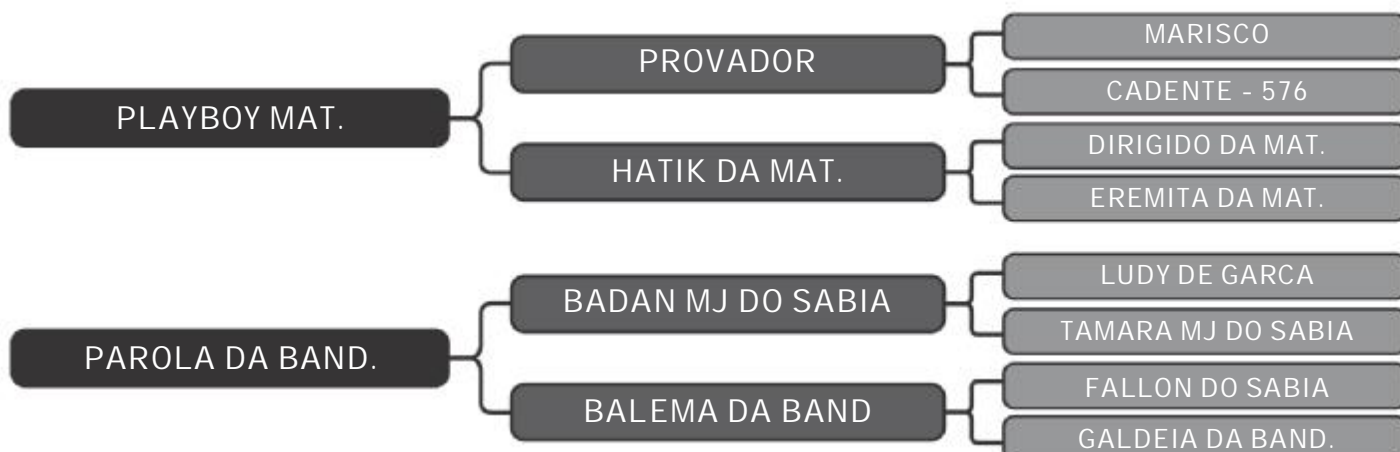 PLAYBOY MAT.
PROVADOR
MARISCO
CADENTE - 576
HATIK DA MAT.
DIRIGIDO DA MAT.
EREMITA DA MAT.
PAROLA DA BAND.
BADAN MJ DO SABIA
LUDY DE GARCA
TAMARA MJ DO SABIA
BALEMA DA BAND
FALLON DO SABIA
GALDEIA DA BAND.